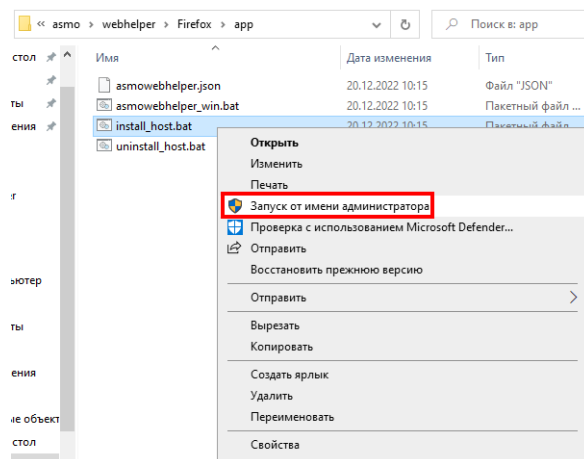 « asmo > webhelper > Firefox > app
Поиск в: app
стол
Имя
Дата изменения
Тип
asmowebhelper.json
20.12.2022 10:15
Файл "JSON"
ты
asmowebhelper_win.bat
20.12.2022 10:15
Пакетный файл ...
ения
install_host.bat
20.12.2022 10:15
Пакетный файл
uninstall_host.bat
Открыть
Изменить
Печать
Запуск от имени администратора
Проверка с использованием Microsoft Defender...
Отправить
Восстановить прежнюю версию
ьютер
Отправить
ты
Вырезать
Копировать
ения
Создать ярлык
Удалить
ые объект
Переименовать
стол
Свойства